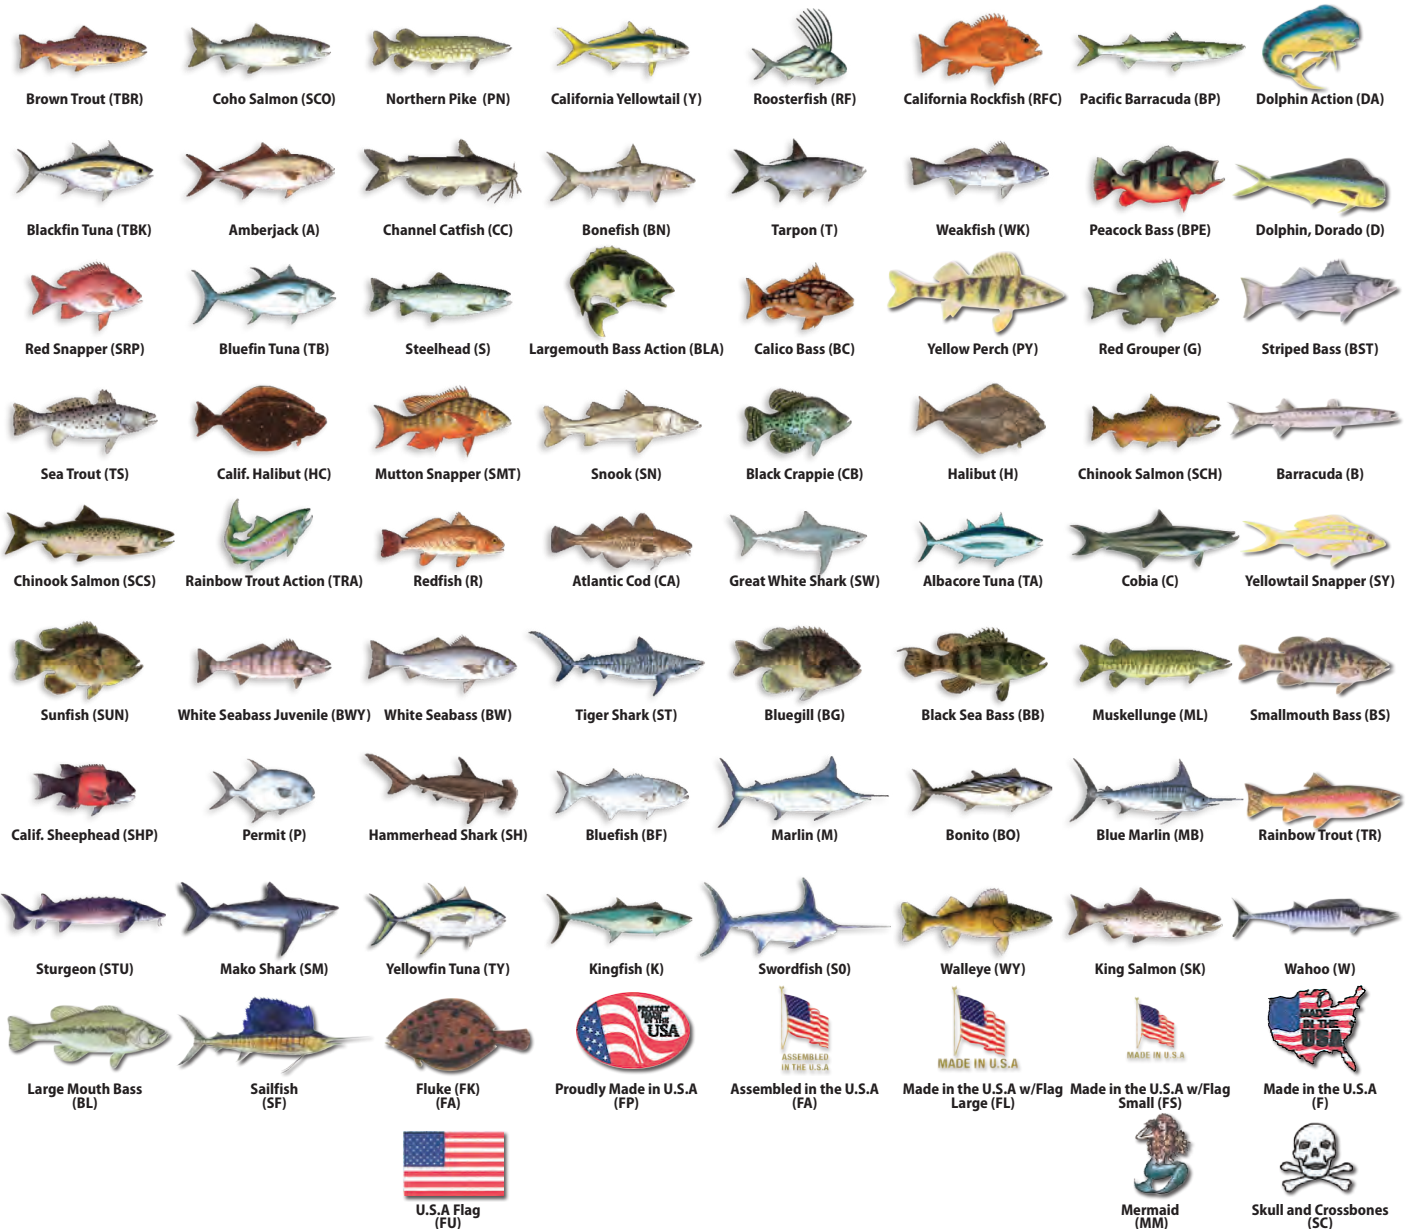 Brown Trout (TBR)
Coho Salmon (SCO)
Northern Pike (PN)
California Yellowtail (Y)
Roosterfish (RF)
California Rockfish (RFC)
Pacific Barracuda (BP)
Dolphin Action (DA)
Blackfin Tuna (TBK)
Amberjack (A)
Channel Catfish (CC)
Bonefish (BN)
Tarpon (T)
Weakfish (WK)
Peacock Bass (BPE)
Dolphin, Dorado (D)
Red Snapper (SRP)
Bluefin Tuna (TB)
Steelhead (S)
Largemouth Bass Action (BLA)
Calico Bass (BC)
Yellow Perch (PY)
Red Grouper (G)
Striped Bass (BST)
Sea Trout (TS)
Calif. Halibut (HC)
Mutton Snapper (SMT)
Snook (SN)
Black Crappie (CB)
Halibut (H)
Chinook Salmon (SCH)
Barracuda (B)
Chinook Salmon (SCS)
Rainbow Trout Action (TRA)
Redfish (R)
Atlantic Cod (CA)
Great White Shark (SW)
Albacore Tuna (TA)
Cobia (C)
Yellowtail Snapper (SY)
Sunfish (SUN)
White Seabass Juvenile (BWY)
White Seabass (BW)
Tiger Shark (ST)
Bluegill (BG)
Black Sea Bass (BB)
Muskellunge (ML)
Smallmouth Bass (BS)
Calif. Sheephead (SHP)
Permit (P)
Hammerhead Shark (SH)
Bluefish (BF)
Marlin (M)
Bonito (BO)
Blue Marlin (MB)
Rainbow Trout (TR)
Sturgeon (STU)
Mako Shark (SM)
Yellowfin Tuna (TY)
Kingfish (K)
Swordfish (SO)
Walleye (WY)
King Salmon (SK)
Wahoo (W)
PROUDLY
MADE
IN THE
USA
ASSEMBLED
IN THE U.S.A
MADE IN U.S.A
MADE IN U.S.A
MADE
IN THE
USA
Large Mouth Bass
(BL)
Sailfish
(SF)
Fluke (FK)
(FA)
Proudly Made in U.S.A
(FP)
Assembled in the U.S.A
(FA)
Made in the U.S.A w/Flag
Large (FL)
Made in the U.S.A w/Flag
Small (FS)
Made in the U.S.A
(F)
U.S.A Flag
(FU)
Mermaid
(MM)
Skull and Crossbones
(SC)